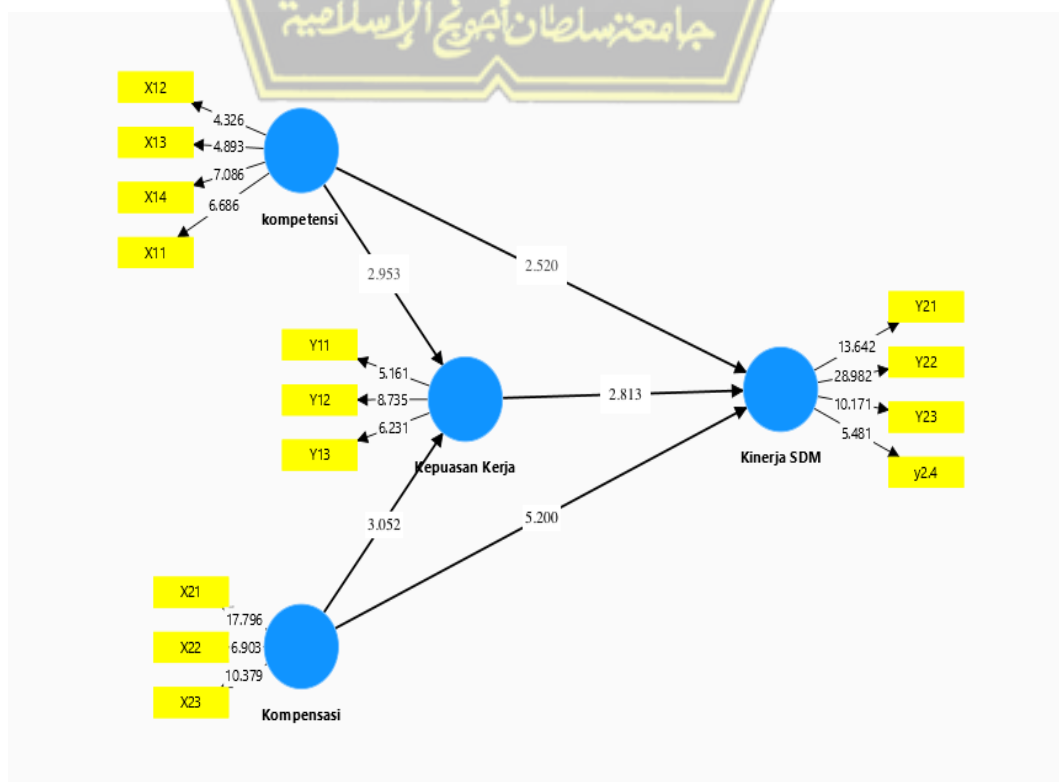 جامعته سلطان أجونج الإسلامية
X12
4.326
X13
4.893
X14
7.086
6.686
X11
kompetensi
2.953
2.520
Y11
5.161
Y12
8.735
Y13
6.231
Kepuasan Kerja
2.813
Y21
13.642
Y22
28.982
10.171
Y23
5.481
y2.4
Kinerja SDM
3.052
5.200
X21
17.796
X22
6.903
10.379
X23
Kompensasi